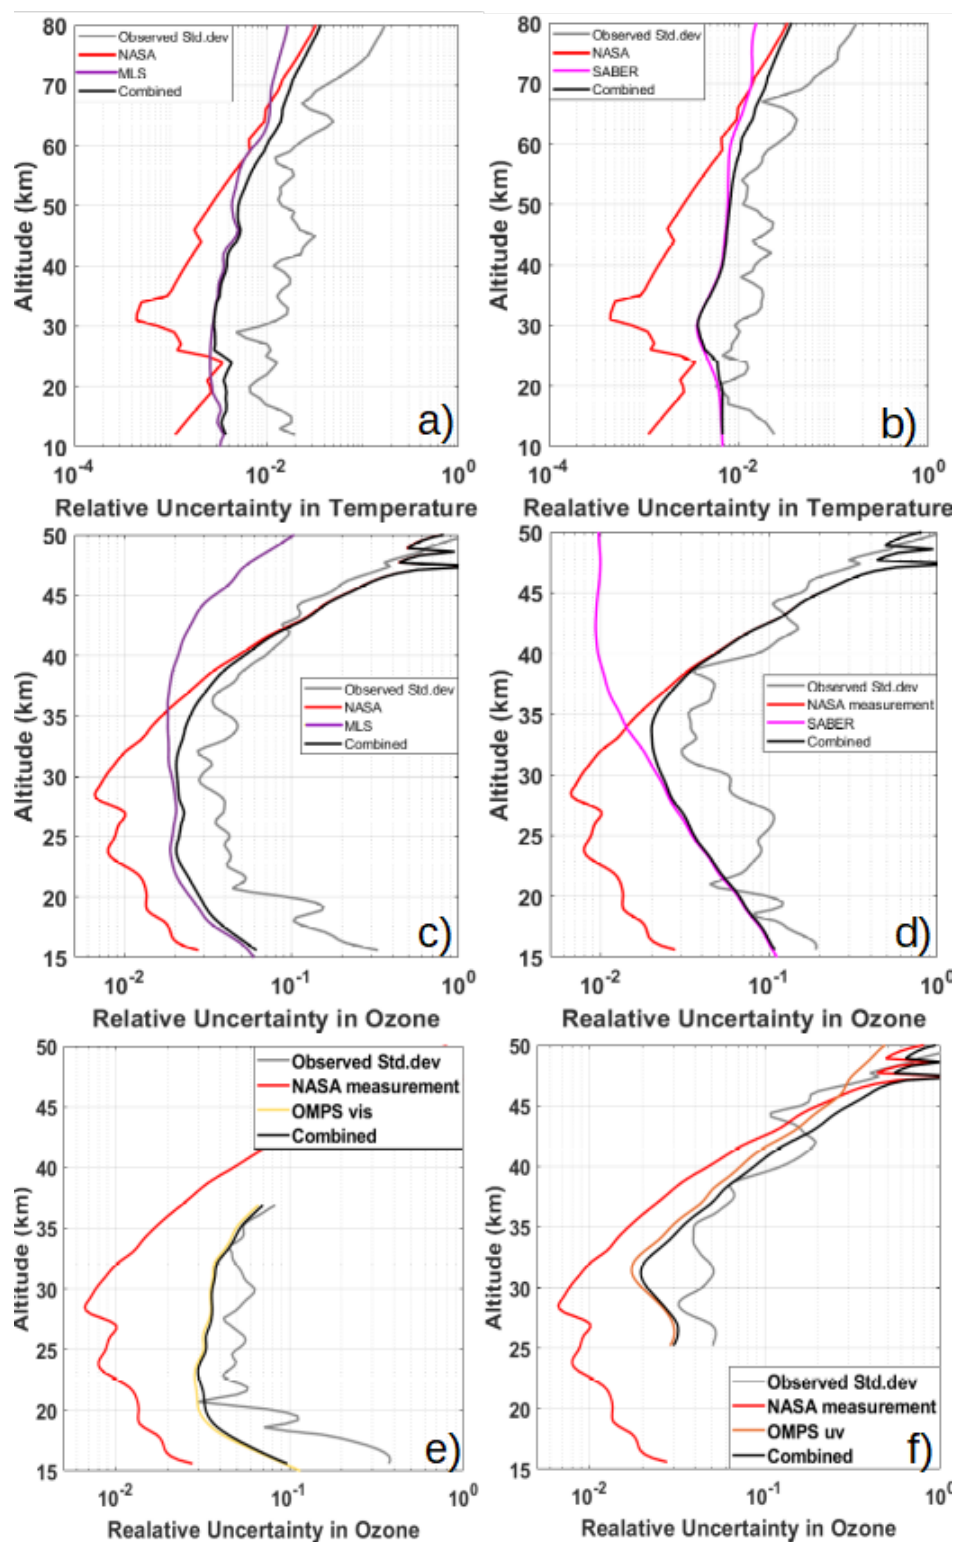 80
70
60
50
40
30
20
10
Altitude (km)
Observed Std.dev
NASA
MLS
Combined
a)
10-4
10-2
100
Relative Uncertainty in Temperature
80
70
60
50
40
30
20
10
Altitude (km)
Observed Std.dev
NASA
SABER
Combined
b)
10-4
10-2
100
Relative Uncertainty in Temperature
50
45
40
35
30
25
20
15
Altitude (km)
Observed Std.dev
NASA
MLS
Combined
c)
10-2
10-1
100
Relative Uncertainty in Ozone
50
45
40
35
30
25
20
15
Altitude (km)
Observed Std.dev
NASA measurement
SABER
Combined
d)
10-2
10-1
100
Realative Uncertainty in Ozone
50
45
40
35
30
25
20
15
Altitude (km)
Observed Std.dev
NASA measurement
OMPS vis
Combined
e)
10-2
10-1
100
Realative Uncertainty in Ozone
50
45
40
35
30
25
20
15
Altitude (km)
Observed Std.dev
NASA measurement
OMPS uv
Combined
f)
10-2
10-1
100
Realative Uncertainty in Ozone